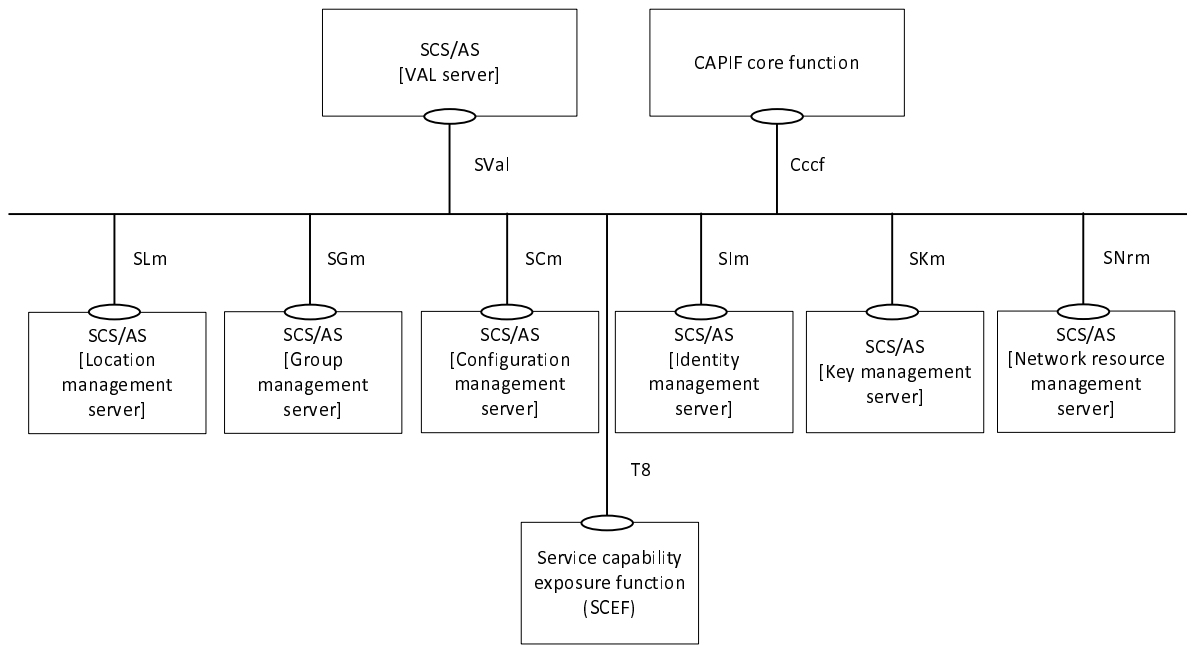 SCS/AS
[VAL server]
CAPIF core function
SVal
Cccf
SLm
SGm
SCm
SIm
SKm
SNrm
SCS/AS
[Location
management
server]
SCS/AS
[Group
management
server]
SCS/AS
[Configuration
management
server]
SCS/AS
[Identity
management
server]
SCS/AS
[Key management
server]
SCS/AS
[Network resource
management
server]
T8
Service capability
exposure function
(SCEF)